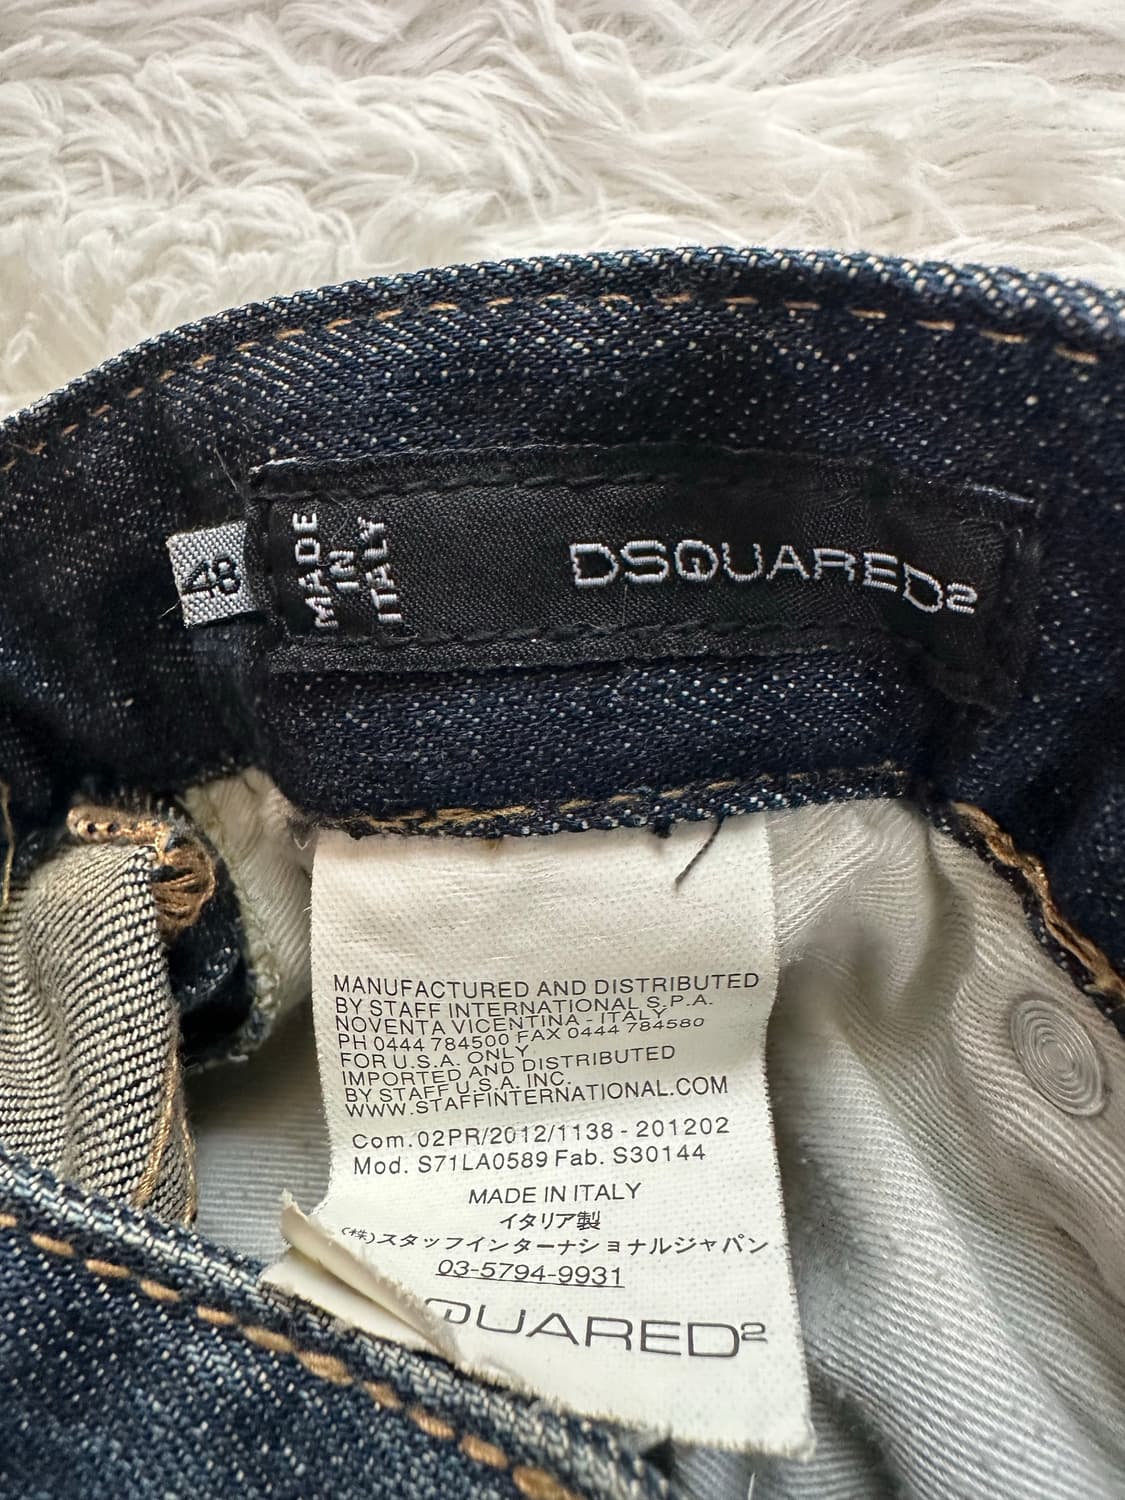 48
MADE
IN
ITALY
DSQUARED2
MANUFACTURED AND DISTRIBUTED
BY STAFF INTERNATIONAL S.P.A.
NOVENTA VICENTINA - ITALY
PH 0444 784500 FAX 0444 784580
FOR U.S.A. ONLY
IMPORTED AND DISTRIBUTED
BY STAFF U.S.A. INC.
WWW.STAFFINTERNATIONAL.COM
Com.02PR/2012/1138 - 201202
Mod. S71LA0589 Fab. S30144
MADE IN ITALY
イタリア製
(株)スタッフインターナショナルジャパン
03-5794-9931
SQUARED2